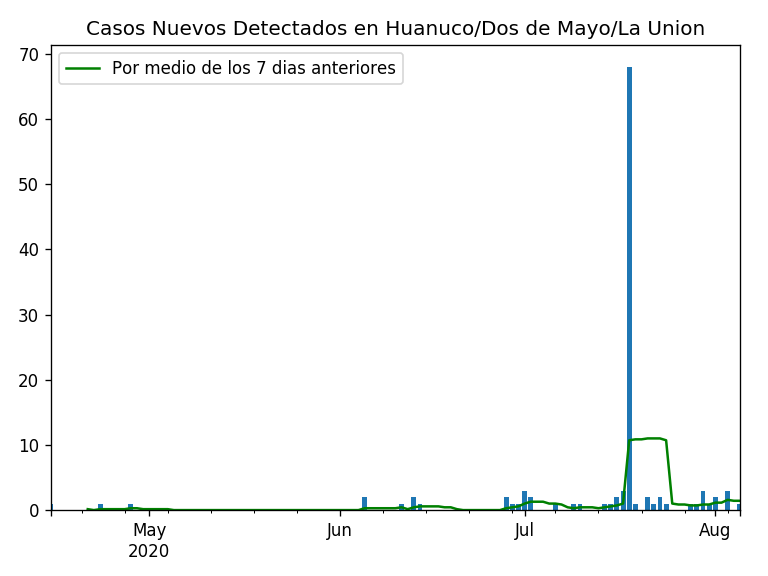 Casos Nuevos Detectados en Huanuco/Dos de Mayo/La Union
Por medio de los 7 dias anteriores
70
60
50
40
30
20
10
0
May
2020
Jun
Jul
Aug